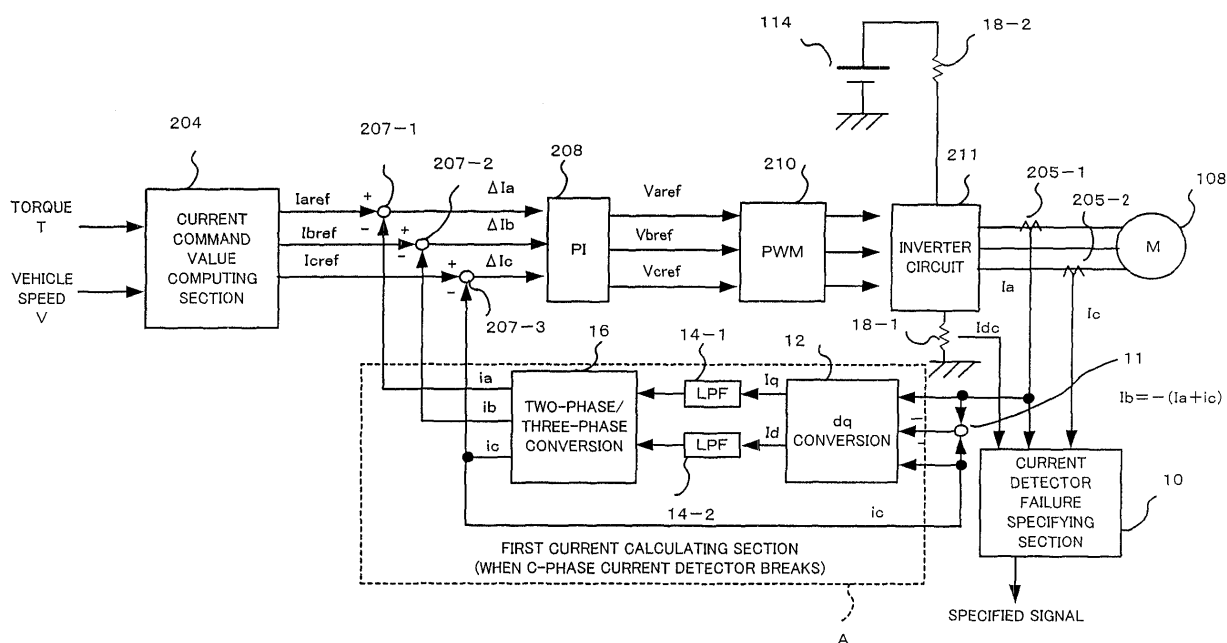 18-2
114
204
207-1
207-2
208
210
211
205-1
205-2
108
TORQUE
T
VEHICLE
SPEED
V
CURRENT
COMMAND
VALUE
COMPUTING
SECTION
Iaref
Ibref
Icref
+
−
+
−
+
−
ΔIa
ΔIb
ΔIc
207-3
PI
Varef
Vbref
Vcref
PWM
INVERTER
CIRCUIT
M
Ia
Ic
18-1
Idc
16
14-1
12
11
ia
ib
ic
TWO-PHASE/
THREE-PHASE
CONVERSION
LPF
LPF
Iq
Id
dq
CONVERSION
−
−
Ib=-(Ia+ic)
14-2
ic
CURRENT
DETECTOR
FAILURE
SPECIFYING
SECTION
10
FIRST CURRENT CALCULATING SECTION
(WHEN C-PHASE CURRENT DETECTOR BREAKS)
SPECIFIED SIGNAL
A